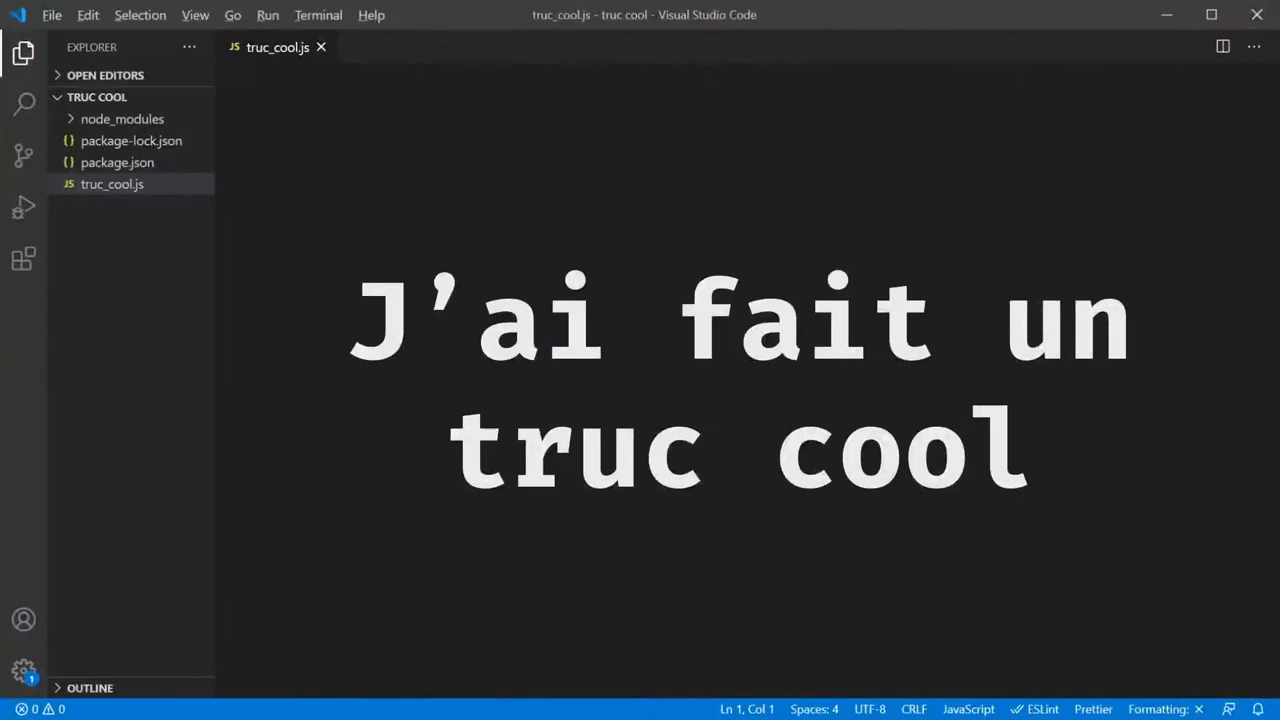 File Edit Selection View Go Run Terminal Help
truc_cool.js - truc cool - Visual Studio Code
EXPLORER
JS truc_cool.js
OPEN EDITORS
TRUC COOL
node_modules
{} package-lock.json
{} package.json
JS truc_cool.js
J’ai fait un
truc cool
1
OUTLINE
0 0
Ln 1, Col 1 Spaces: 4 UTF-8 CRLF JavaScript ESLint Prettier Formatting: ×